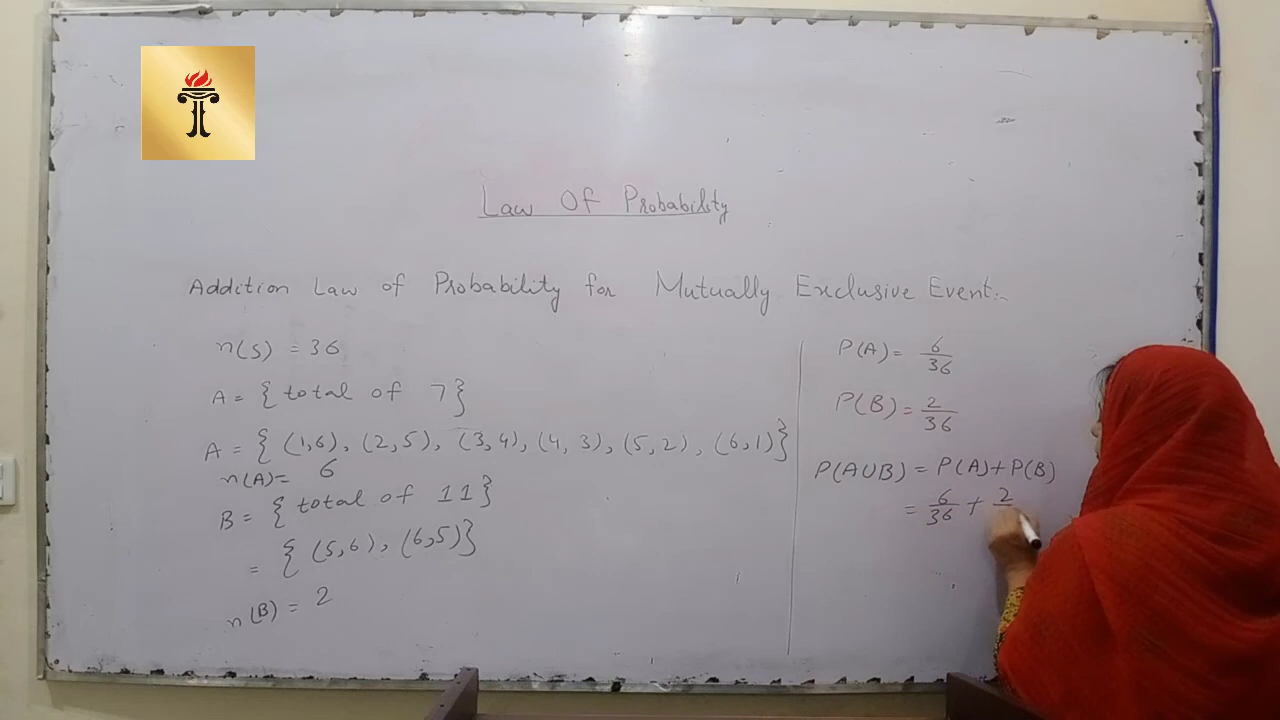 Law Of Probability
Addition Law of Probability for Mutually Exclusive Event:-
n(S) = 36
A = { total of 7}
A = { (1,6), (2,5), (3,4), (4, 3), (5,2), (6,1)}
n(A)= 6
B = { total of 11}
= { (5,6), (6,5)}
n(B) = 2
P(A)= 6/36
P(B)= 2/36
P(AUB) = P(A)+P(B)
= 6/36 + 2